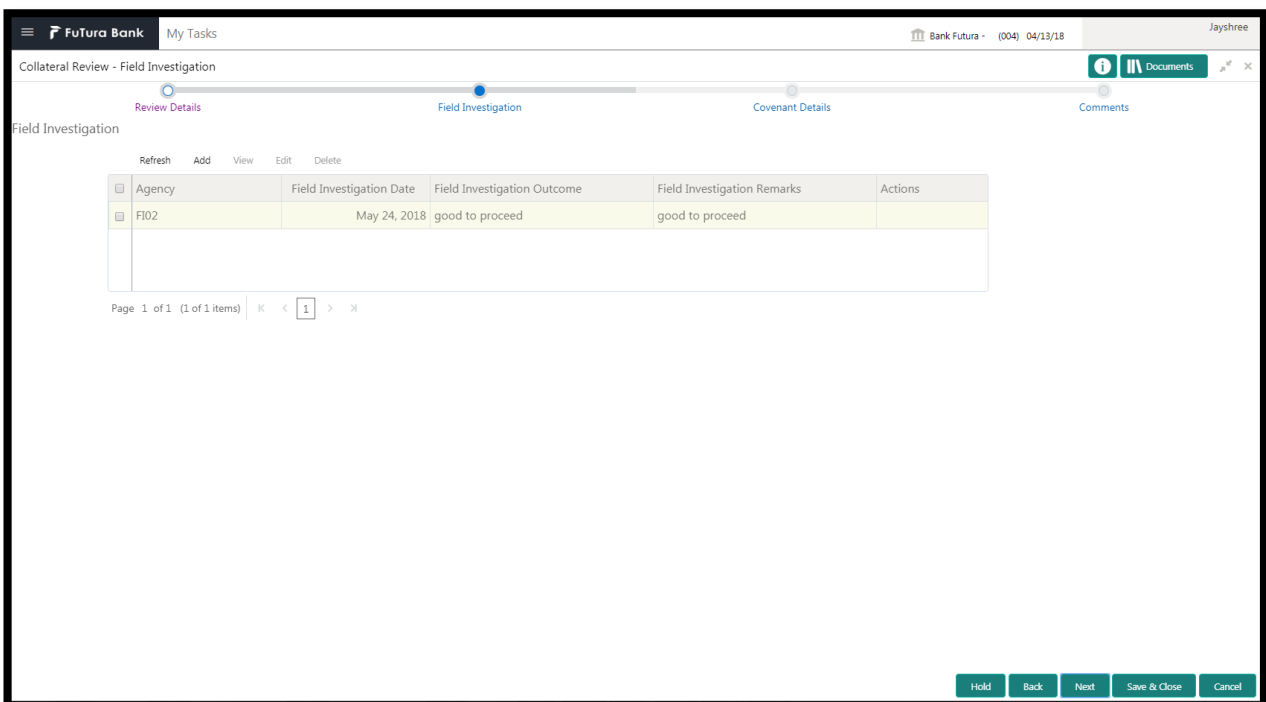 FuTura Bank My Tasks Bank Futura - (004) 04/13/18 Jayshree
Collateral Review - Field Investigation i Documents
Review Details Field Investigation Covenant Details Comments
Field Investigation
Refresh Add View Edit Delete
Agency Field Investigation Date Field Investigation Outcome Field Investigation Remarks Actions
FI02 May 24, 2018 good to proceed good to proceed
Page 1 of 1 (1 of 1 items) 1
Hold Back Next Save & Close Cancel